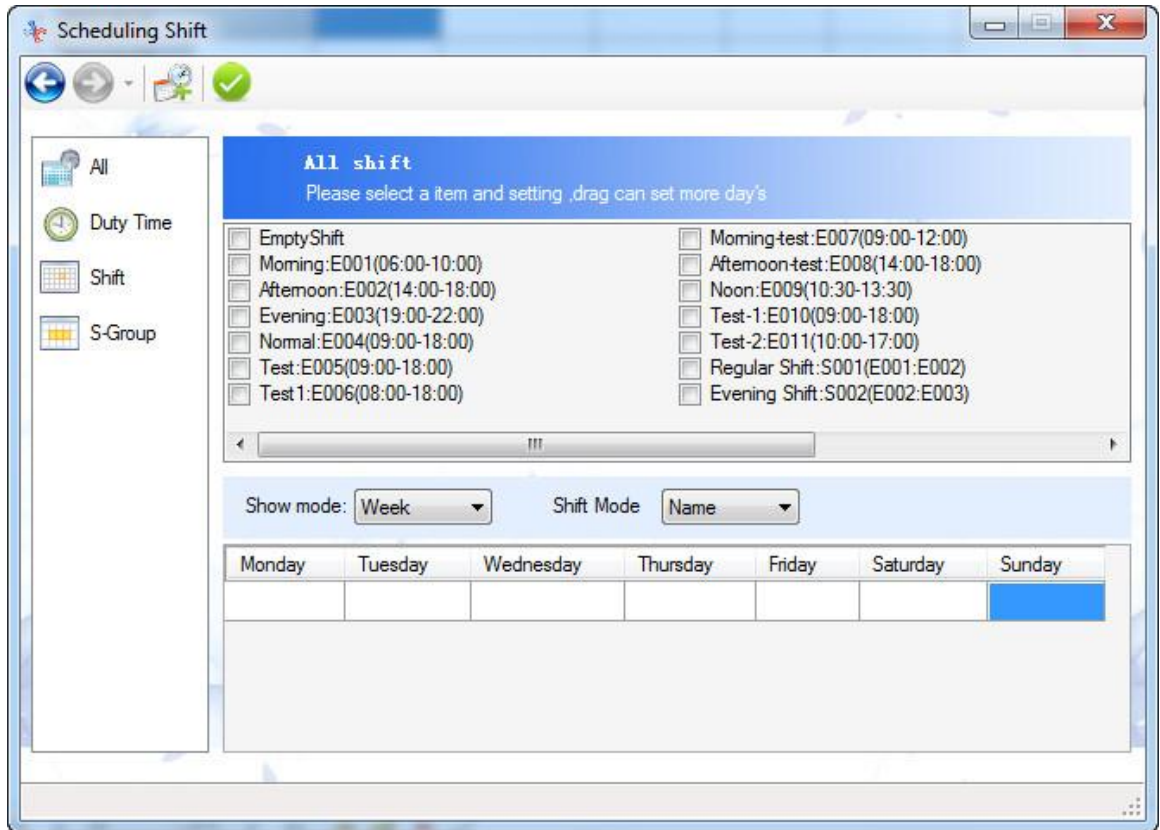 Scheduling Shift
All
Duty Time
Shift
S-Group
All shift
Please select a item and setting ,drag can set more day's
EmptyShift
Morning:E001(06:00-10:00)
Afternoon:E002(14:00-18:00)
Evening:E003(19:00-22:00)
Normal:E004(09:00-18:00)
Test:E005(09:00-18:00)
Test1:E006(08:00-18:00)
Morning-test:E007(09:00-12:00)
Afternoon-test:E008(14:00-18:00)
Noon:E009(10:30-13:30)
Test-1:E010(09:00-18:00)
Test-2:E011(10:00-17:00)
Regular Shift:S001(E001:E002)
Evening Shift:S002(E002:E003)
Show mode: Week Shift Mode Name
Monday Tuesday Wednesday Thursday Friday Saturday Sunday